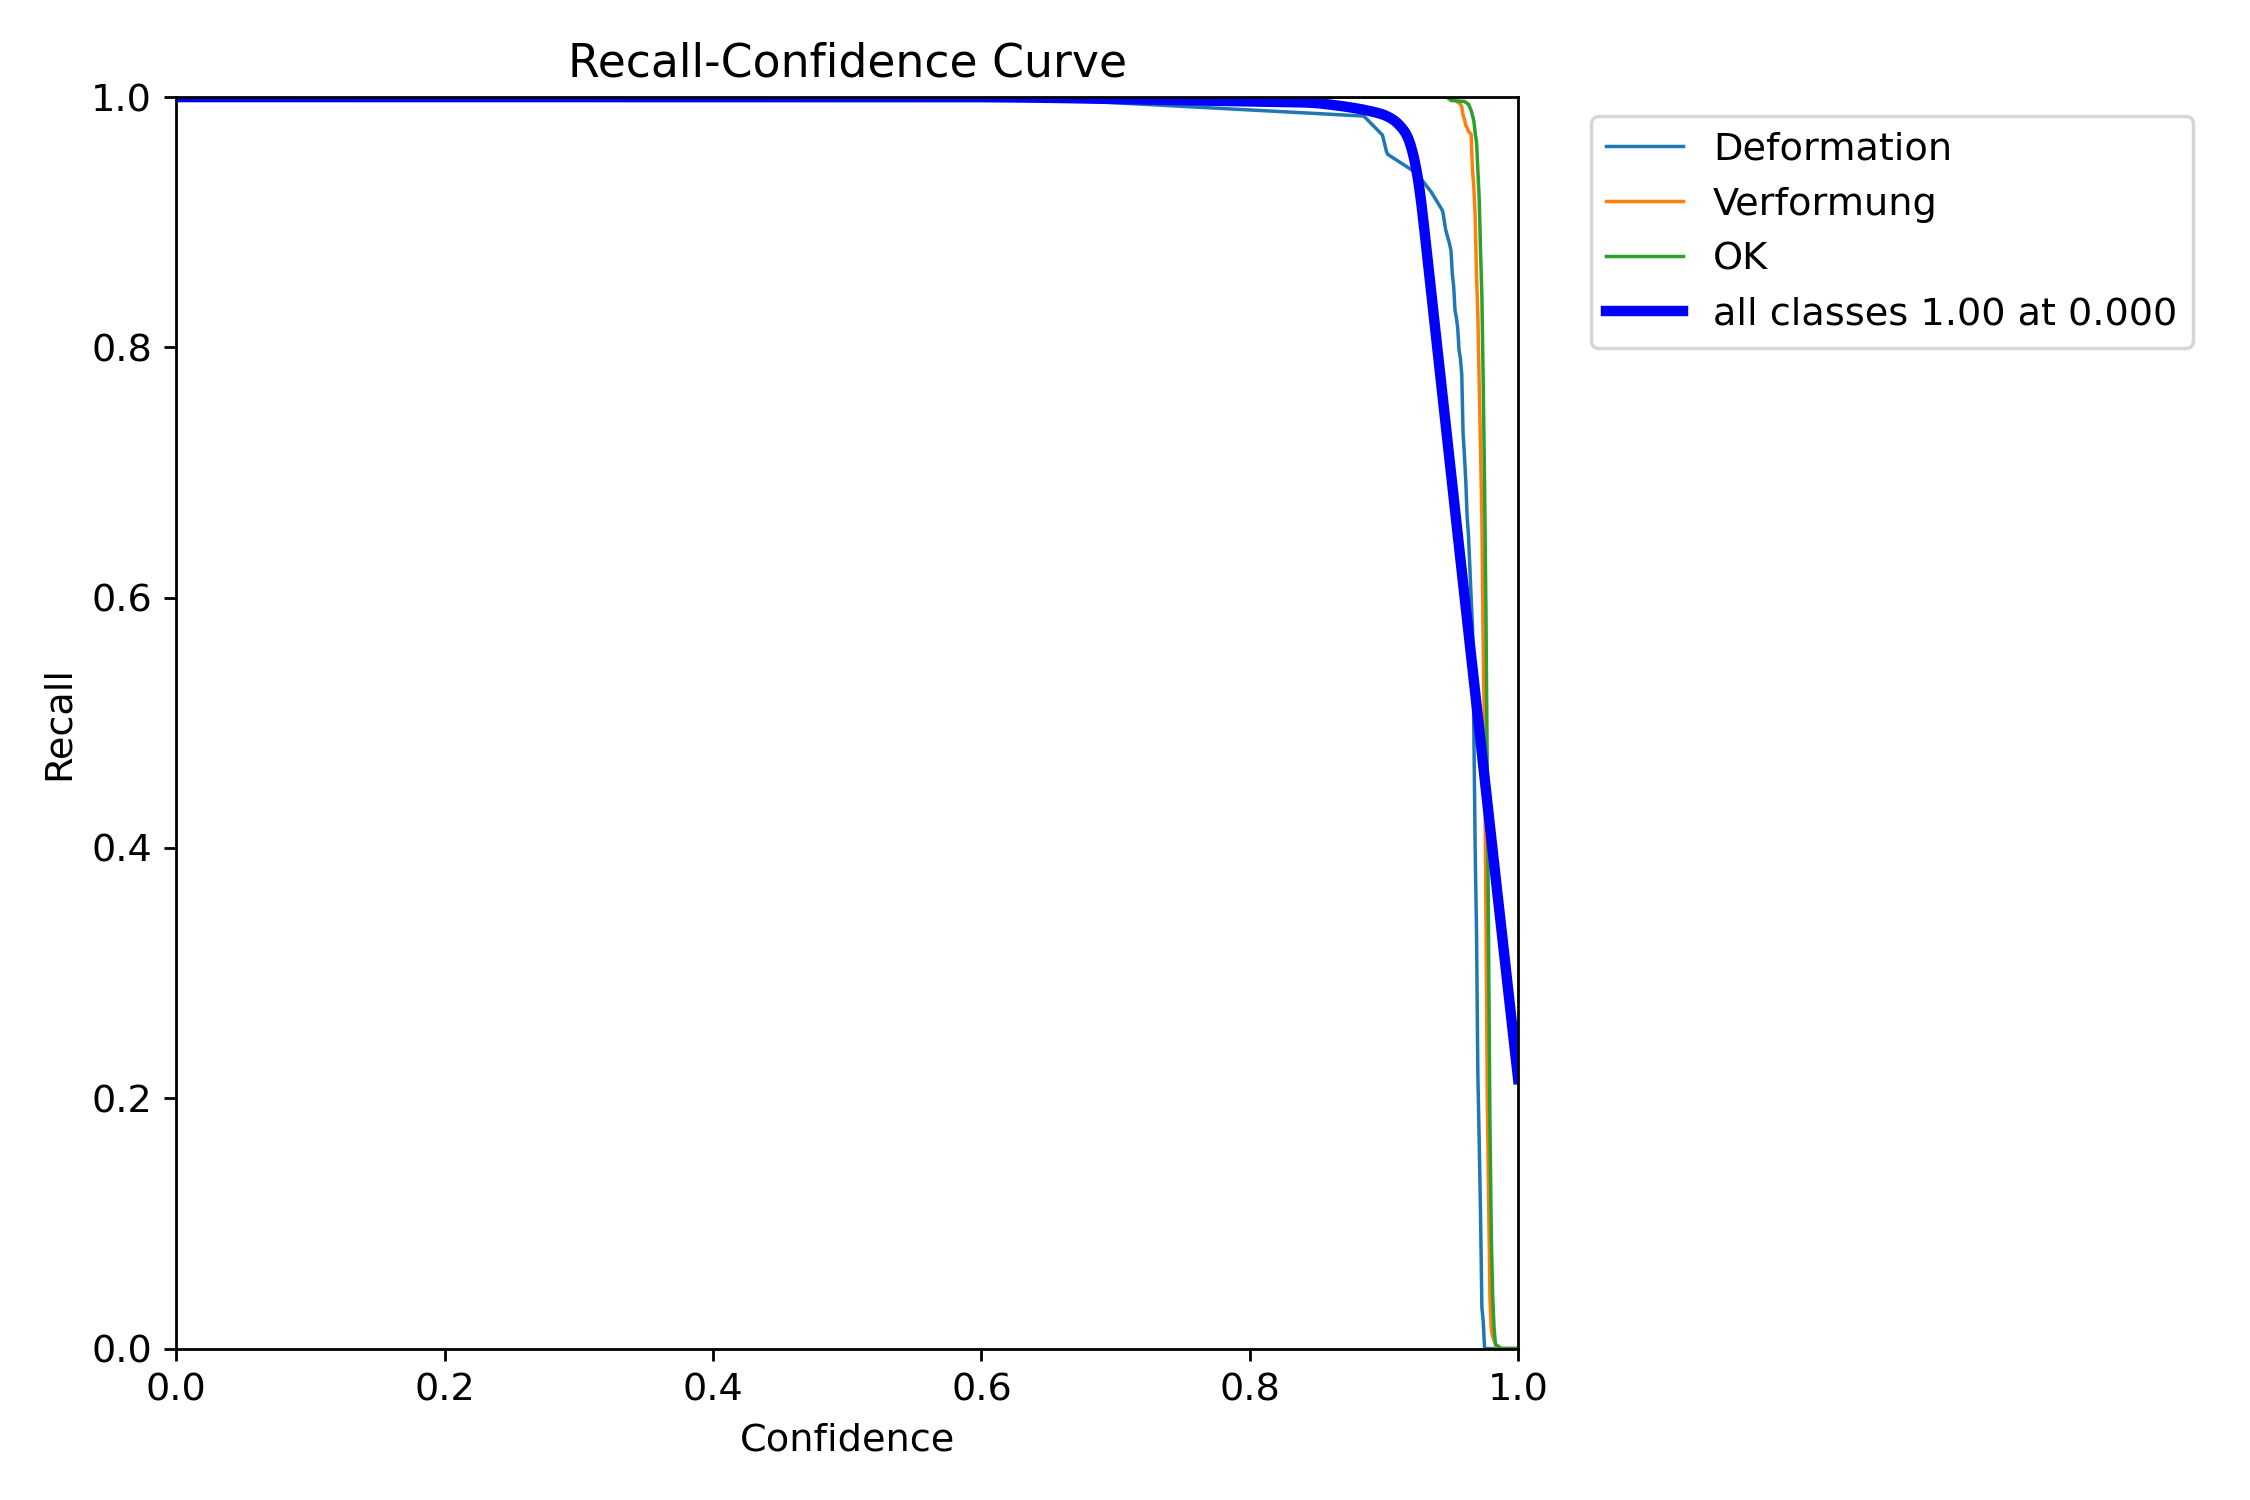 Recall-Confidence Curve
1.0
0.8
0.6
0.4
0.2
0.0
Recall
0.0 0.2 0.4 0.6 0.8 1.0
Confidence
Deformation
Verformung
OK
all classes 1.00 at 0.000